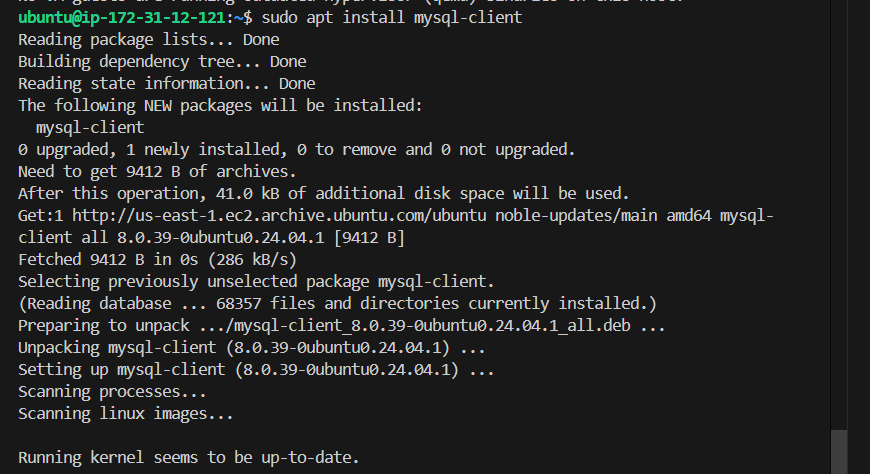 ubuntu@ip-172-31-12-121:~$ sudo apt install mysql-client
Reading package lists... Done
Building dependency tree... Done
Reading state information... Done
The following NEW packages will be installed:
  mysql-client
0 upgraded, 1 newly installed, 0 to remove and 0 not upgraded.
Need to get 9412 B of archives.
After this operation, 41.0 kB of additional disk space will be used.
Get:1 http://us-east-1.ec2.archive.ubuntu.com/ubuntu noble-updates/main amd64 mysql-
client all 8.0.39-0ubuntu0.24.04.1 [9412 B]
Fetched 9412 B in 0s (286 kB/s)
Selecting previously unselected package mysql-client.
(Reading database ... 68357 files and directories currently installed.)
Preparing to unpack .../mysql-client_8.0.39-0ubuntu0.24.04.1_all.deb ...
Unpacking mysql-client (8.0.39-0ubuntu0.24.04.1) ...
Setting up mysql-client (8.0.39-0ubuntu0.24.04.1) ...
Scanning processes...
Scanning linux images...

Running kernel seems to be up-to-date.